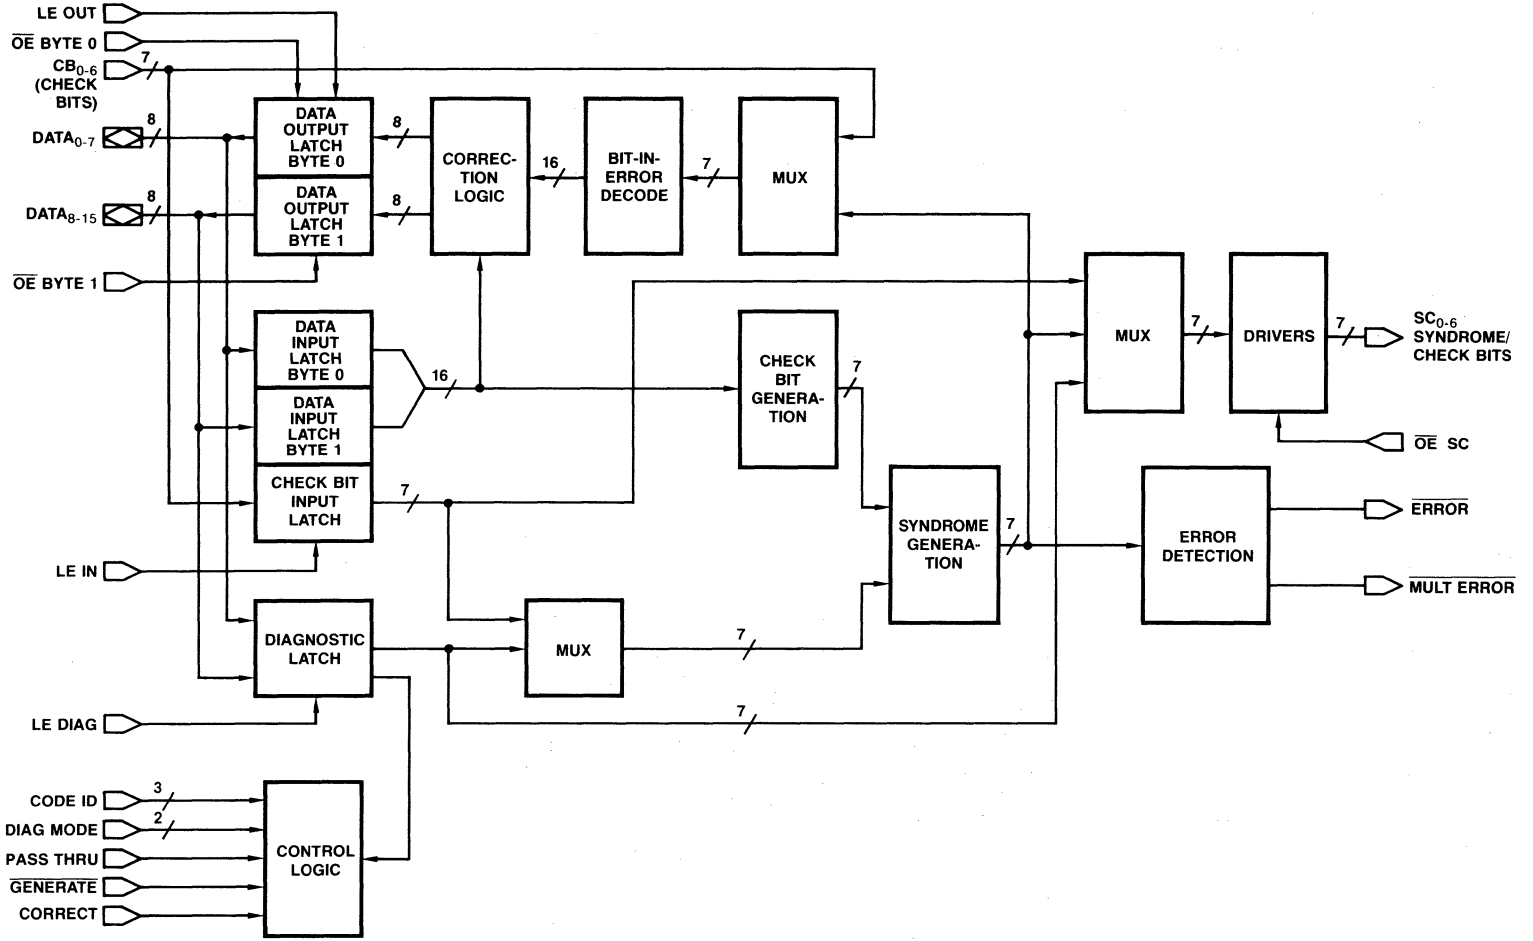 LE OUT
OE BYTE 0
7
CB0-6
(CHECK
BITS)
8
DATA0-7
8
DATA8-15
OE BYTE 1
DATA
OUTPUT
LATCH
BYTE 0
DATA
OUTPUT
LATCH
BYTE 1
8
8
CORREC-
TION
LOGIC
16
BIT-IN-
ERROR
DECODE
7
MUX
DATA
INPUT
LATCH
BYTE 0
DATA
INPUT
LATCH
BYTE 1
CHECK BIT
INPUT
LATCH
16
7
LE IN
CHECK
BIT
GENERA-
TION
7
MUX
7
DRIVERS
7
SC0-6
SYNDROME/
CHECK BITS
OE SC
SYNDROME
GENERA-
TION
7
ERROR
DETECTION
ERROR
MULT ERROR
DIAGNOSTIC
LATCH
MUX
7
7
LE DIAG
CODE ID
3
DIAG MODE
2
PASS THRU
GENERATE
CORRECT
CONTROL
LOGIC